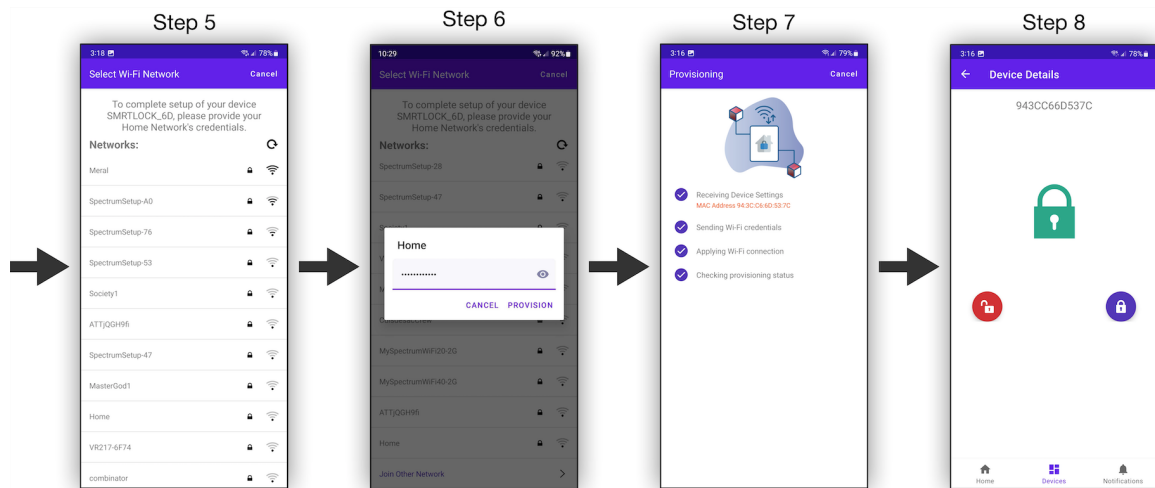 Step 5
3:18 78%
Select Wi-Fi Network Cancel
To complete setup of your device
SMRTLOCK_6D, please provide your
Home Network's credentials.
Networks:
Meral
SpectrumSetup-A0
SpectrumSetup-76
SpectrumSetup-53
Society1
ATTjQGH9fi
SpectrumSetup-47
MasterGod1
Home
VR217-6F74
combinator
Step 6
10:29 92%
Select Wi-Fi Network Cancel
To complete setup of your device
SMRTLOCK_6D, please provide your
Home Network's credentials.
Networks:
SpectrumSetup-28
SpectrumSetup-47
Home
••••••••••••
CANCEL PROVISION
MySpectrumWiFi20-2G
MySpectrumWiFi40-2G
ATTjQGH9fi
Home
Join Other Network
Step 7
3:16 79%
Provisioning Cancel
Receiving Device Settings
MAC Address 94:3C:C6:6D:53:7C
Sending Wi-Fi credentials
Applying Wi-Fi connection
Checking provisioning status
Step 8
3:16 78%
Device Details
943CC66D537C
Home Devices Notifications